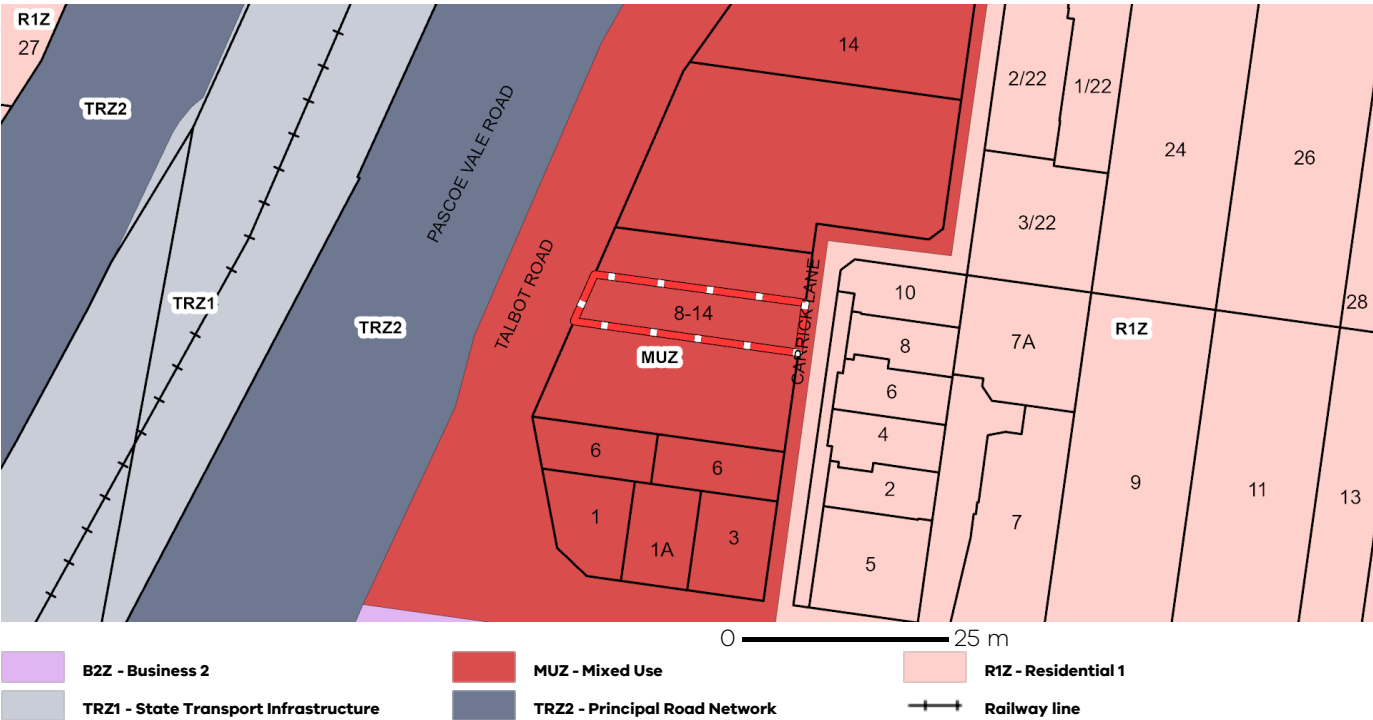 R1Z
27
14
2/22
1/22
TRZ2
24
26
PASCOE VALE ROAD
3/22
TALBOT ROAD
CARRICK LANE
TRZ1
10
28
8-14
TRZ2
R1Z
7A
8
MUZ
6
4
6
6
2
9
11
13
1
1A
3
7
5
0 25 m
B2Z - Business 2
MUZ - Mixed Use
R1Z - Residential 1
TRZ1 - State Transport Infrastructure
TRZ2 - Principal Road Network
Railway line